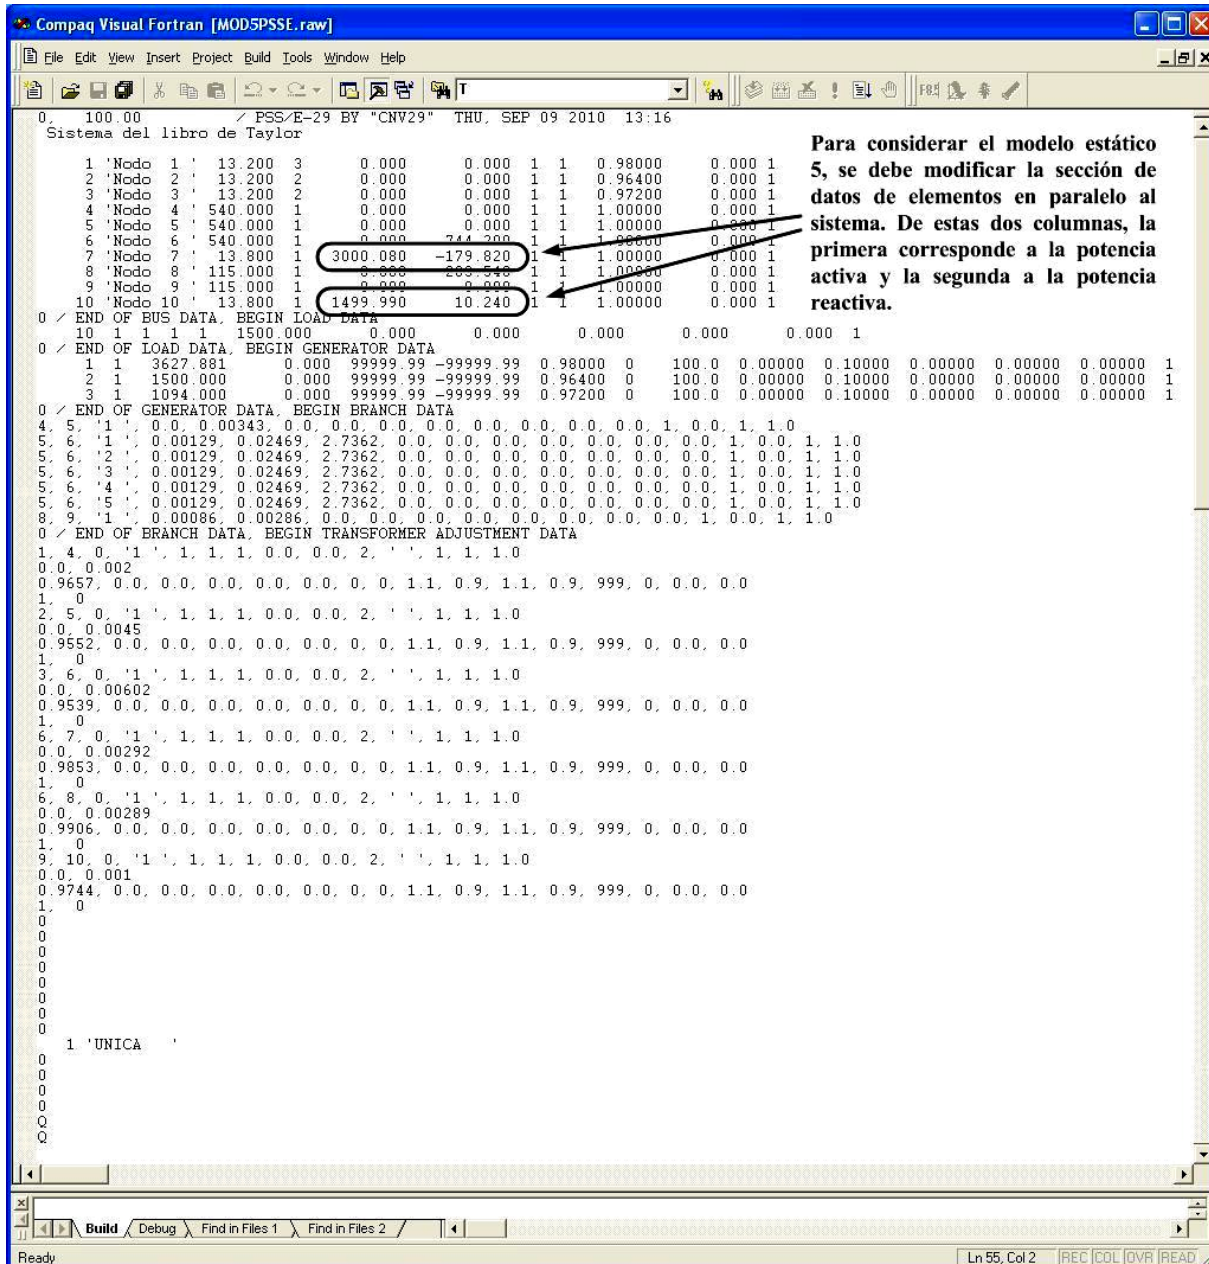 Compaq Visual Fortran [MOD5PSSE.raw]
File Edit View Insert Project Build Tools Window Help
T
0, 100.00 / PSS/E-29 BY "CNV29" THU, SEP 09 2010 13:16
Sistema del libro de Taylor
1 'Nodo 1 ' 13.200 3 0.000 0.000 1 1 0.98000 0.000 1
2 'Nodo 2 ' 13.200 2 0.000 0.000 1 1 0.96400 0.000 1
3 'Nodo 3 ' 13.200 2 0.000 0.000 1 1 0.97200 0.000 1
4 'Nodo 4 ' 540.000 1 0.000 0.000 1 1 1.00000 0.000 1
5 'Nodo 5 ' 540.000 1 0.000 0.000 1 1 1.00000 0.000 1
6 'Nodo 6 ' 540.000 1 0.000 744.200 1 1 1.00000 0.000 1
7 'Nodo 7 ' 13.800 1 3000.080 -179.820 1 1 1.00000 0.000 1
8 'Nodo 8 ' 115.000 1 0.000 1 1 1.00000 0.000 1
9 'Nodo 9 ' 115.000 1 0.000 0.000 1 1 1.00000 0.000 1
10 'Nodo 10 ' 13.800 1 1499.990 10.240 1 1 1.00000 0.000 1
Para considerar el modelo estático
5, se debe modificar la sección de
datos de elementos en paralelo al
sistema. De estas dos columnas, la
primera corresponde a la potencia
activa y la segunda a la potencia
reactiva.
0 / END OF BUS DATA, BEGIN LOAD DATA
10 1 1 1 1 1500.000 0.000 0.000 0.000 0.000 0.000 1
0 / END OF LOAD DATA, BEGIN GENERATOR DATA
1 1 3627.881 0.000 99999.99 -99999.99 0.98000 0 100.0 0.00000 0.10000 0.00000 0.00000 0.00000 1
2 1 1500.000 0.000 99999.99 -99999.99 0.96400 0 100.0 0.00000 0.10000 0.00000 0.00000 0.00000 1
3 1 1094.000 0.000 99999.99 -99999.99 0.97200 0 100.0 0.00000 0.10000 0.00000 0.00000 0.00000 1
0 / END OF GENERATOR DATA, BEGIN BRANCH DATA
4, 5, '1 ', 0.0, 0.00343, 0.0, 0.0, 0.0, 0.0, 0.0, 0.0, 0.0, 0.0, 1, 0.0, 1, 1.0
5, 6, '1 ', 0.00129, 0.02469, 2.7362, 0.0, 0.0, 0.0, 0.0, 0.0, 0.0, 0.0, 1, 0.0, 1, 1.0
5, 6, '2 ', 0.00129, 0.02469, 2.7362, 0.0, 0.0, 0.0, 0.0, 0.0, 0.0, 0.0, 1, 0.0, 1, 1.0
5, 6, '3 ', 0.00129, 0.02469, 2.7362, 0.0, 0.0, 0.0, 0.0, 0.0, 0.0, 0.0, 1, 0.0, 1, 1.0
5, 6, '4 ', 0.00129, 0.02469, 2.7362, 0.0, 0.0, 0.0, 0.0, 0.0, 0.0, 0.0, 1, 0.0, 1, 1.0
5, 6, '5 ', 0.00129, 0.02469, 2.7362, 0.0, 0.0, 0.0, 0.0, 0.0, 0.0, 0.0, 1, 0.0, 1, 1.0
8, 9, '1 ', 0.00086, 0.00286, 0.0, 0.0, 0.0, 0.0, 0.0, 0.0, 0.0, 0.0, 1, 0.0, 1, 1.0
0 / END OF BRANCH DATA, BEGIN TRANSFORMER ADJUSTMENT DATA
1, 4, 0, '1 ', 1, 1, 1, 0.0, 0.0, 2, ' ', 1, 1, 1.0
0.0, 0.002
0.9657, 0.0, 0.0, 0.0, 0.0, 0.0, 0, 0, 1.1, 0.9, 1.1, 0.9, 999, 0, 0.0, 0.0
1, 0
2, 5, 0, '1 ', 1, 1, 1, 0.0, 0.0, 2, ' ', 1, 1, 1.0
0.0, 0.0045
0.9552, 0.0, 0.0, 0.0, 0.0, 0.0, 0, 0, 1.1, 0.9, 1.1, 0.9, 999, 0, 0.0, 0.0
1, 0
3, 6, 0, '1 ', 1, 1, 1, 0.0, 0.0, 2, ' ', 1, 1, 1.0
0.0, 0.00602
0.9539, 0.0, 0.0, 0.0, 0.0, 0.0, 0, 0, 1.1, 0.9, 1.1, 0.9, 999, 0, 0.0, 0.0
1, 0
6, 7, 0, '1 ', 1, 1, 1, 0.0, 0.0, 2, ' ', 1, 1, 1.0
0.0, 0.00292
0.9853, 0.0, 0.0, 0.0, 0.0, 0.0, 0, 0, 1.1, 0.9, 1.1, 0.9, 999, 0, 0.0, 0.0
1, 0
6, 8, 0, '1 ', 1, 1, 1, 0.0, 0.0, 2, ' ', 1, 1, 1.0
0.0, 0.00289
0.9906, 0.0, 0.0, 0.0, 0.0, 0.0, 0, 0, 1.1, 0.9, 1.1, 0.9, 999, 0, 0.0, 0.0
1, 0
9, 10, 0, '1 ', 1, 1, 1, 0.0, 0.0, 2, ' ', 1, 1, 1.0
0.0, 0.001
0.9744, 0.0, 0.0, 0.0, 0.0, 0.0, 0, 0, 1.1, 0.9, 1.1, 0.9, 999, 0, 0.0, 0.0
1, 0
0
0
0
0
0
0
0
0
1 'UNICA '
0
0
0
0
Q
Q
Build Debug Find in Files 1 Find in Files 2
Ready Ln 55, Col 2 REC COL OVR READ